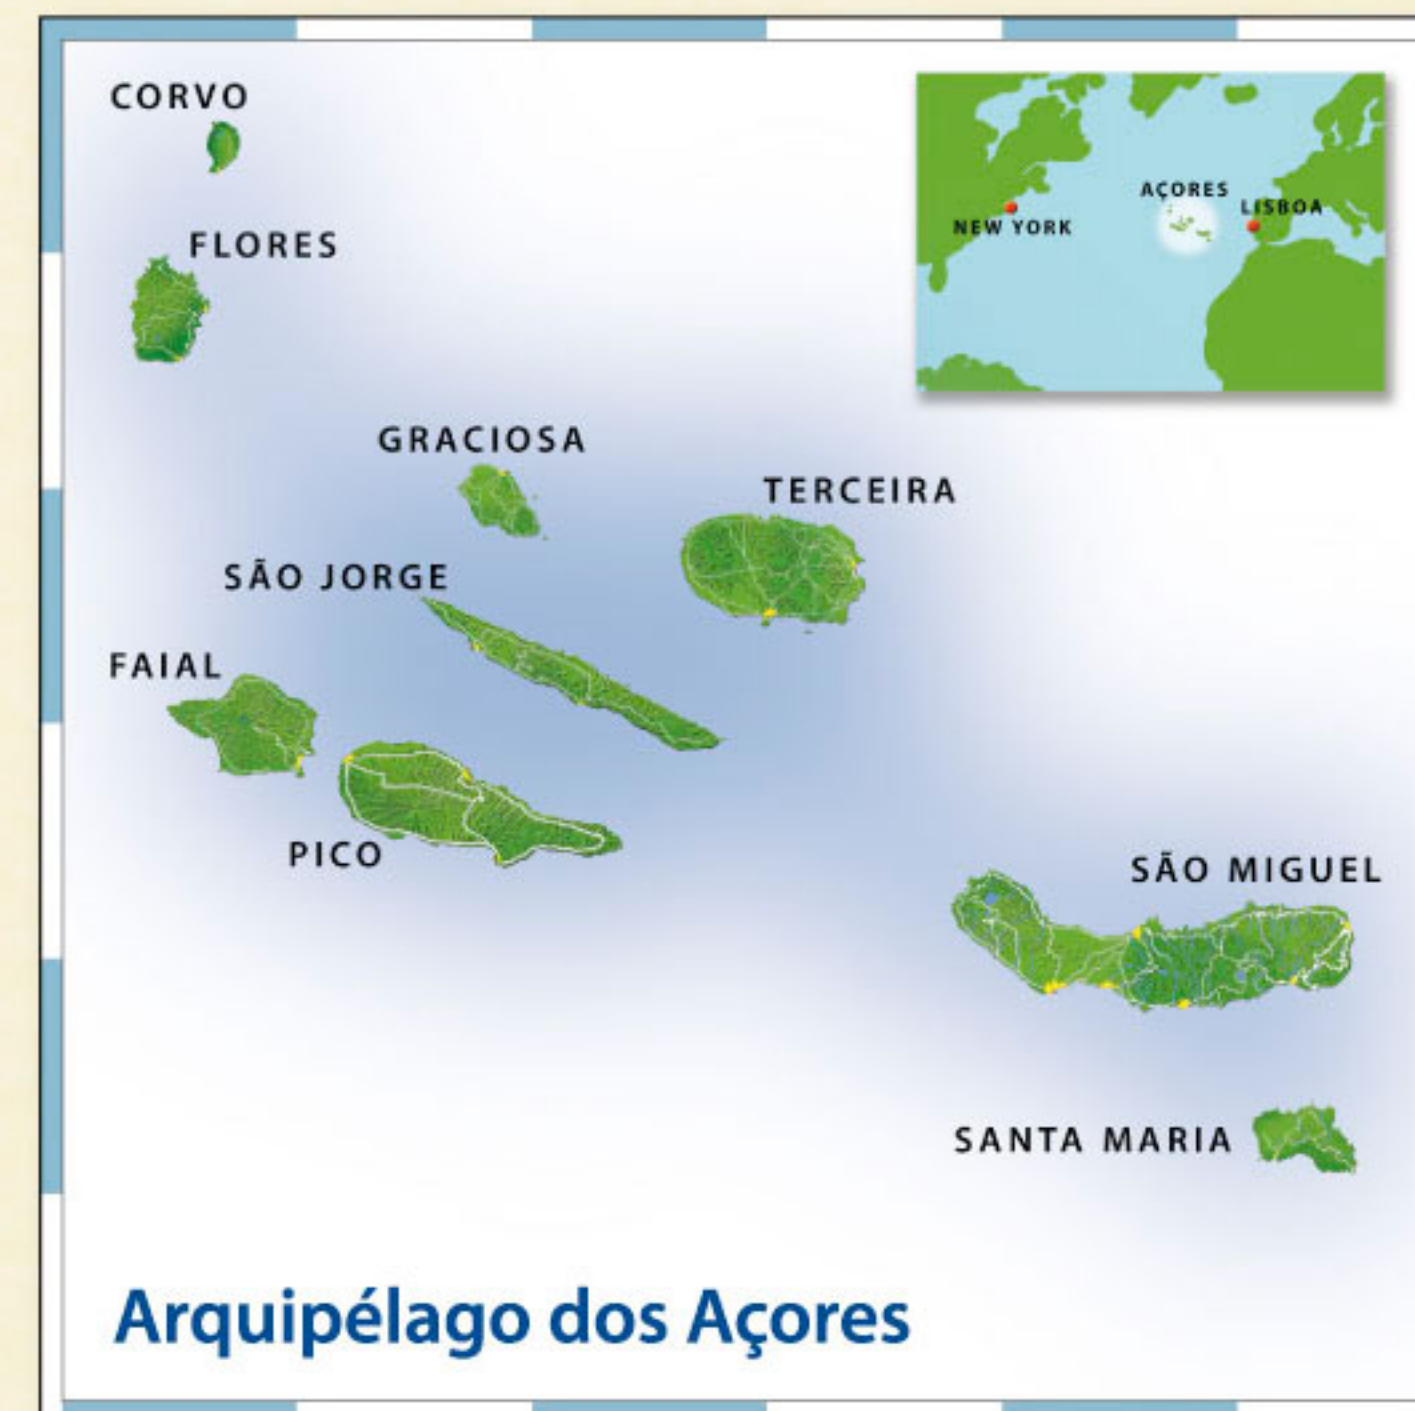 CORVO
FLORES
AÇORES
LISBOA
NEW YORK
GRACIOSA
TERCEIRA
SÃO JORGE
FAIAL
PICO
SÃO MIGUEL
SANTA MARIA
Arquipélago dos Açores